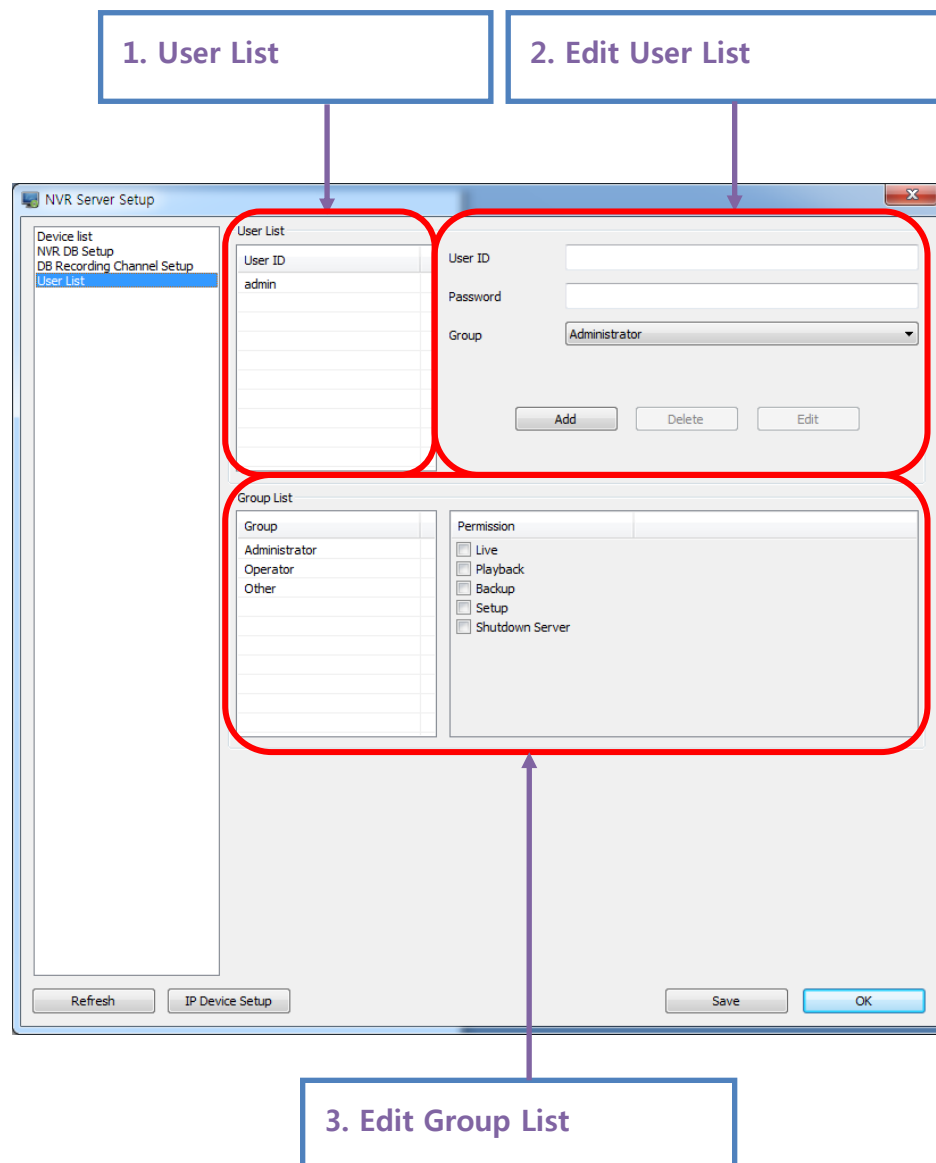 1. User List
2. Edit User List
NVR Server Setup
Device list
NVR DB Setup
DB Recording Channel Setup
User List
User List
User ID
admin
User ID
Password
Group
Administrator
Add
Delete
Edit
Group List
Group
Administrator
Operator
Other
Permission
Live
Playback
Backup
Setup
Shutdown Server
Refresh
IP Device Setup
Save
OK
3. Edit Group List